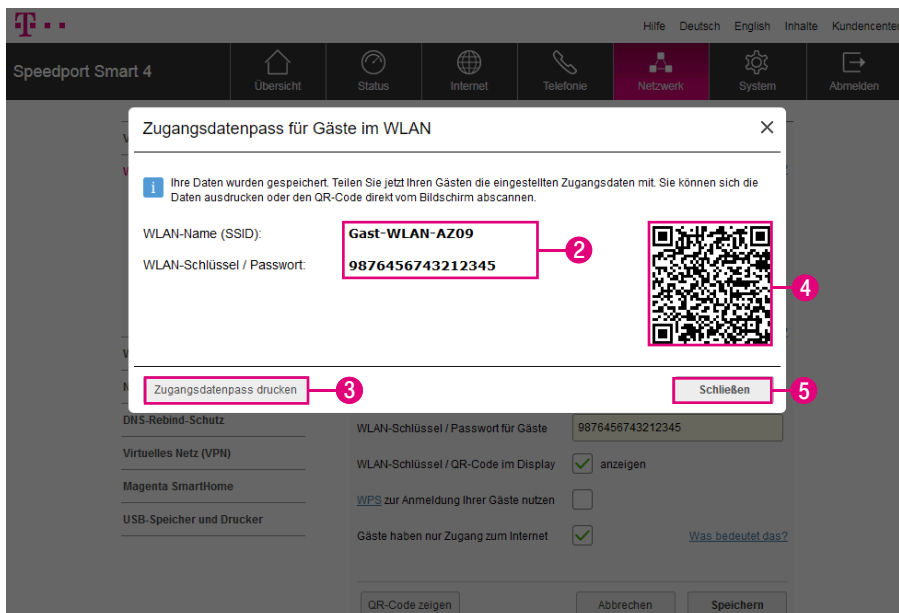 T
Hilfe Deutsch English Inhalte Kundencenter
Speedport Smart 4
Übersicht Status Internet Telefonie Netzwerk System Abmelden
Zugangsdatenpass für Gäste im WLAN
i Ihre Daten wurden gespeichert. Teilen Sie jetzt Ihren Gästen die eingestellten Zugangsdaten mit. Sie können sich die
Daten ausdrucken oder den QR-Code direkt vom Bildschirm abscannen.
WLAN-Name (SSID): Gast-WLAN-AZ09
2
WLAN-Schlüssel / Passwort: 9876456743212345
4
Zugangsdatenpass drucken 3 Schließen 5
DNS-Rebind-Schutz
WLAN-Schlüssel / Passwort für Gäste 9876456743212345
Virtuelles Netz (VPN)
WLAN-Schlüssel / QR-Code im Display anzeigen
Magenta SmartHome
WPS zur Anmeldung Ihrer Gäste nutzen
USB-Speicher und Drucker
Gäste haben nur Zugang zum Internet Was bedeutet das?
QR-Code zeigen Abbrechen Speichern